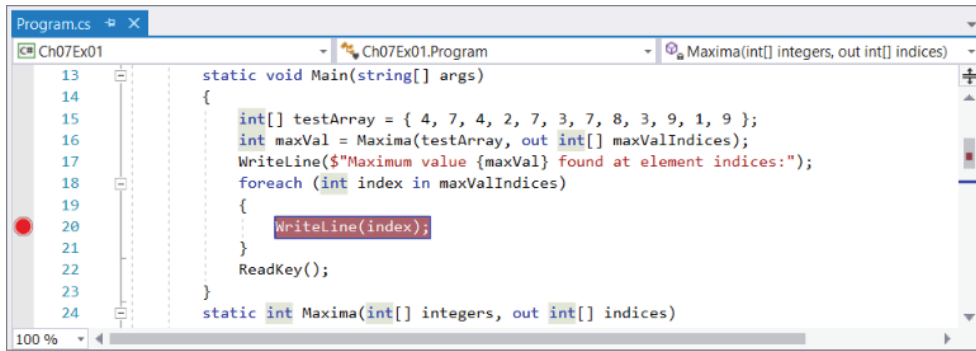 Program.cs
C# Ch07Ex01 Ch07Ex01.Program Maxima(int[] integers, out int[] indices)
13 static void Main(string[] args)
14 {
15 int[] testArray = { 4, 7, 4, 2, 7, 3, 7, 8, 3, 9, 1, 9 };
16 int maxVal = Maxima(testArray, out int[] maxValIndices);
17 WriteLine($"Maximum value {maxVal} found at element indices:");
18 foreach (int index in maxValIndices)
19 {
20 WriteLine(index);
21 }
22 ReadKey();
23 }
24 static int Maxima(int[] integers, out int[] indices)
100 %